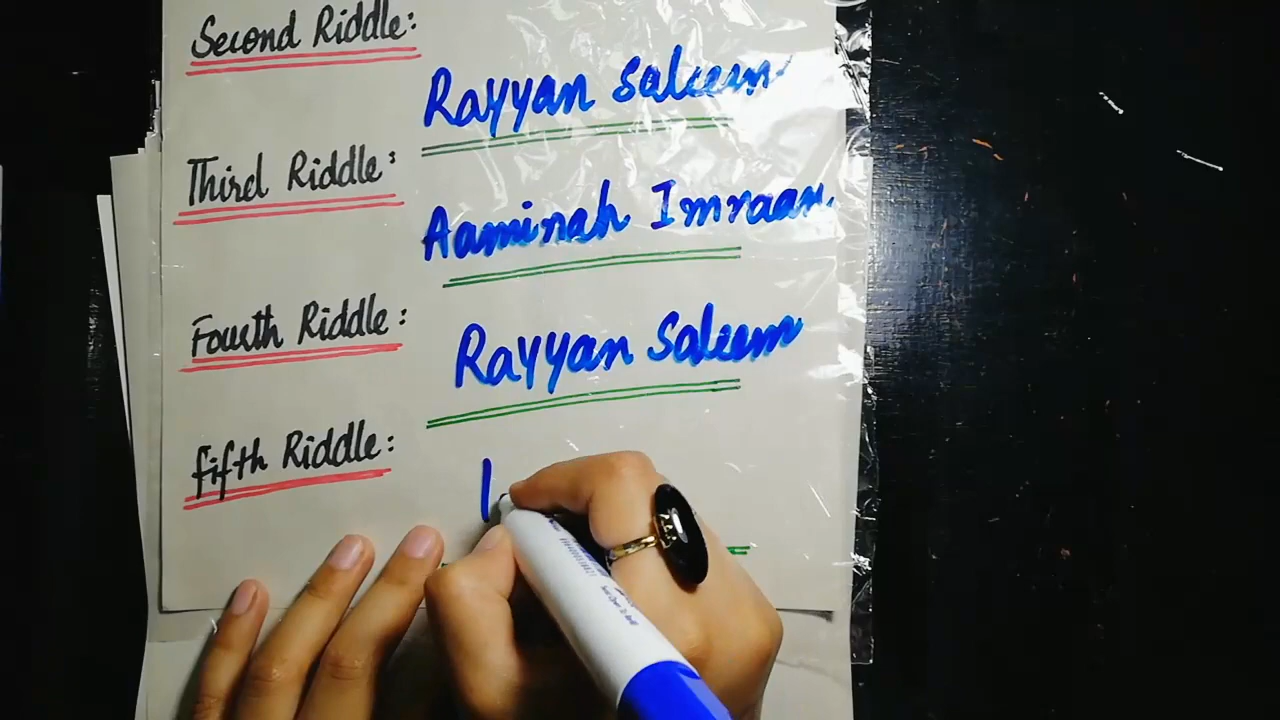 Second Riddle:
Rayyan Saleem
Third Riddle:
Aaminah Imraan
Fourth Riddle:
Rayyan Saleem
Fifth Riddle: